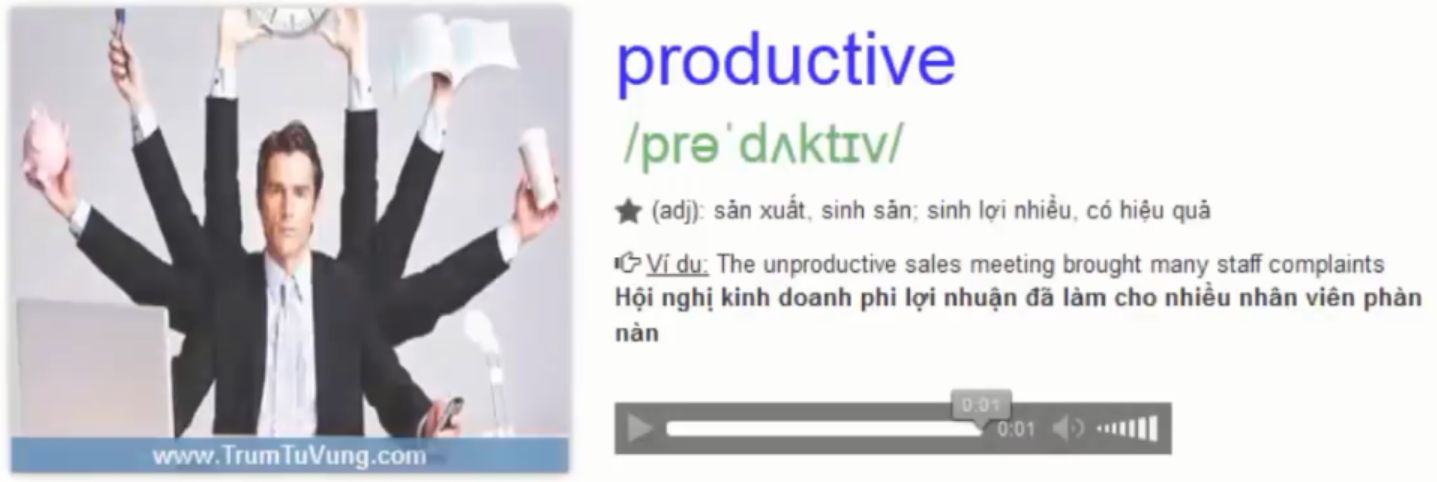 productive
/prəˈdʌktɪv/
★ (adj): sản xuất, sinh sản; sinh lợi nhiều, có hiệu quả
Ví du: The unproductive sales meeting brought many staff complaints
Hội nghị kinh doanh phi lợi nhuận đã làm cho nhiều nhân viên phàn
nàn
0:01
0:01
www.TrumTuVung.com